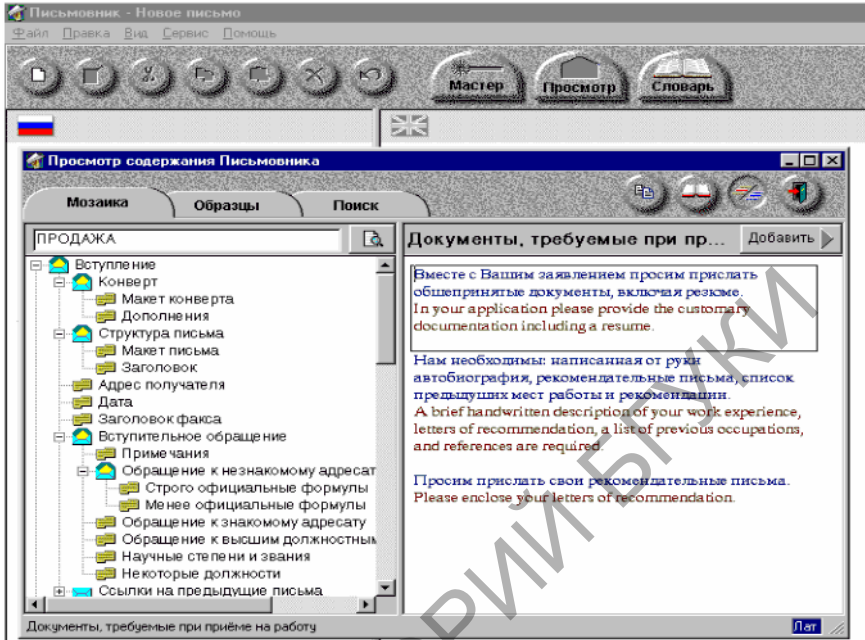 Письмовник - Новое письмо
Файл Правка Вид Сервис Помощь
Мастер Просмотр Словарь
Просмотр содержания Письмовника
Мозаика Образцы Поиск
ПРОДАЖА
Документы, требуемые при пр... Добавить
Вступление
Конверт
Макет конверта
Дополнения
Структура письма
Макет письма
Заголовок
Адрес получателя
Дата
Заголовок факса
Вступительное обращение
Примечания
Обращение к незнакомому адресат
Строго официальные формулы
Менее официальные формулы
Обращение к знакомому адресату
Обращение к высшим должностным
Научные степени и звания
Некоторые должности
Ссылки на предыдущие письма
Вместе с Вашим заявлением просим прислать
общепринятые документы, включая резюме.
In your application please provide the customary
documentation including a resume.
Нам необходимы: написанная от руки
автобиография, рекомендательные письма, список
предыдущих мест работы и рекомендации.
A brief handwritten description of your work experience,
letters of recommendation, a list of previous occupations,
and references are required.
Просим прислать свои рекомендательные письма.
Please enclose your letters of recommendation.
Документы, требуемые при приёме на работу
Лат
РИЙ БГУКИ